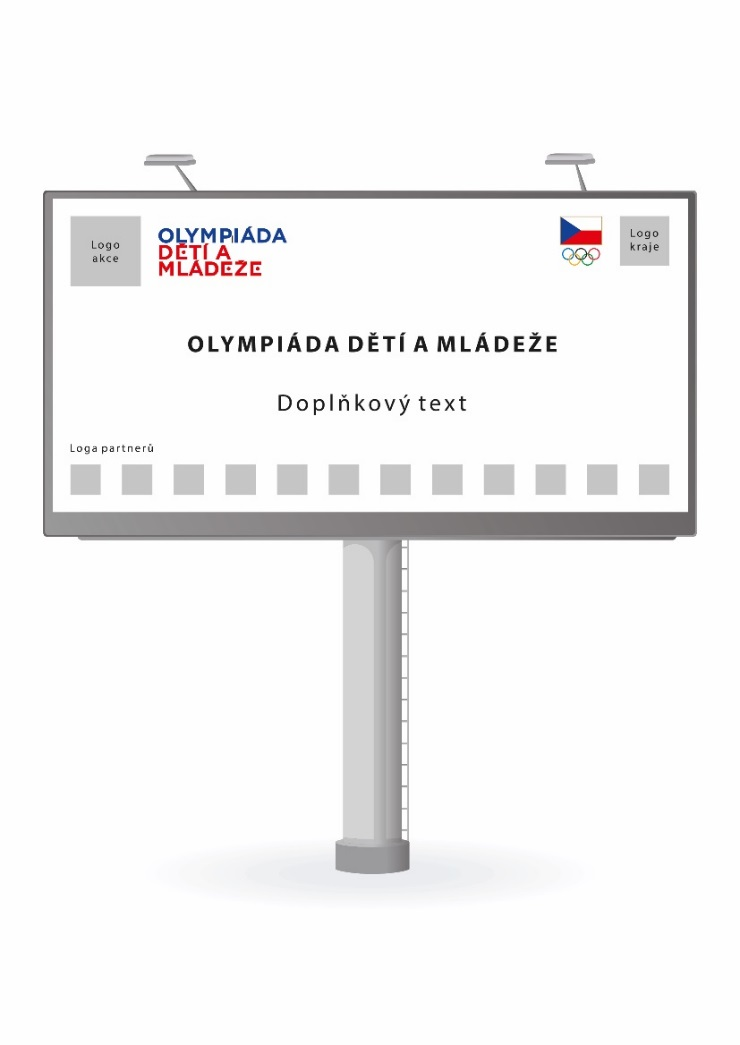 Logo
akce
OLYMPIÁDA
DĚTÍ A
MLÁDEŽE
Logo
kraje
OLYMPIÁDA DĚTÍ A MLÁDEŽE
Doplňkový text
Loga partnerů